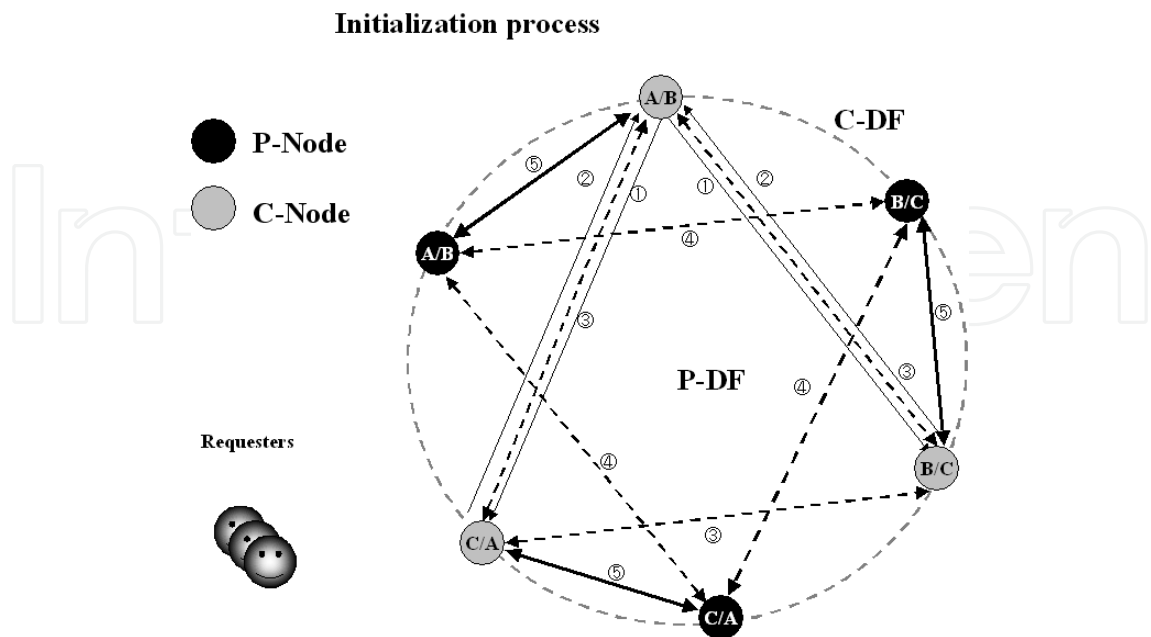 Initialization process
A/B
C-DF
P-Node
⑤
②
①
①
②
B/C
C-Node
④
A/B
⑤
③
③
P-DF
④
Requesters
④
B/C
③
C/A
⑤
C/A